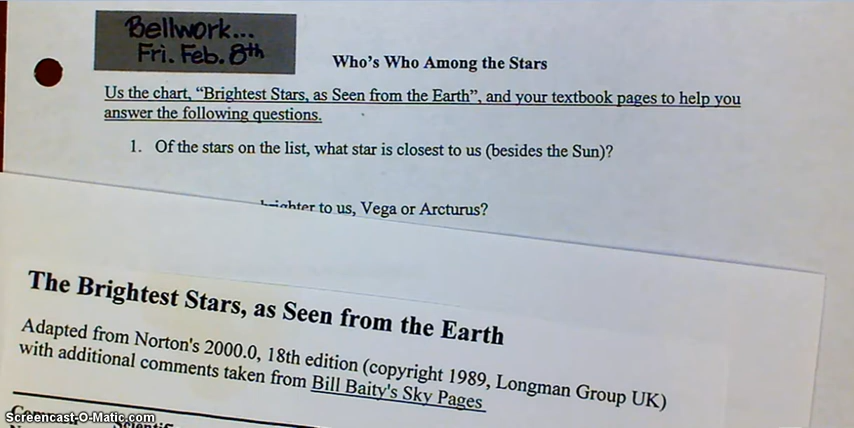 Bellwork...
Fri. Feb. 8th
Who's Who Among the Stars
Us the chart, "Brightest Stars, as Seen from the Earth", and your textbook pages to help you
answer the following questions.
1. Of the stars on the list, what star is closest to us (besides the Sun)?
brighter to us, Vega or Arcturus?
The Brightest Stars, as Seen from the Earth
Adapted from Norton's 2000.0, 18th edition (copyright 1989, Longman Group UK)
with additional comments taken from Bill Baity's Sky Pages
Screencast-O-Matic.com